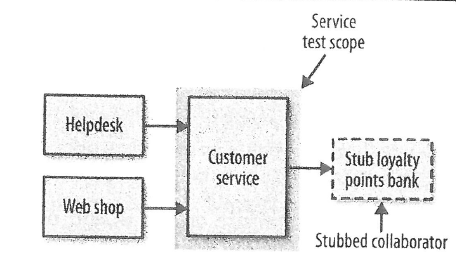 Service
test scope
Helpdesk
Customer
service
Web shop
Stub loyalty
points bank
Stubbed collaborator